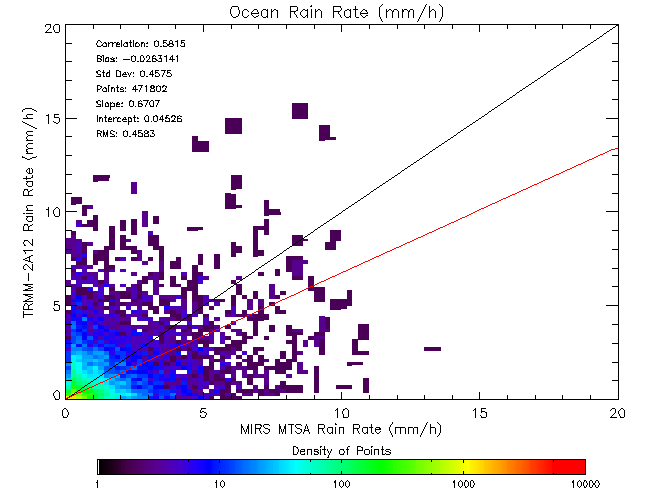 Ocean Rain Rate (mm/h)
Correlation: 0.5815
Bias: -0.0263141
Std Dev: 0.4575
Points: 471802
Slope: 0.6707
Intercept: 0.04526
RMS: 0.4583
TRMM-2A12 Rain Rate (mm/h)
20
15
10
5
0
0 5 10 15 20
MIRS MTSA Rain Rate (mm/h)
Density of Points
1 10 100 1000 10000